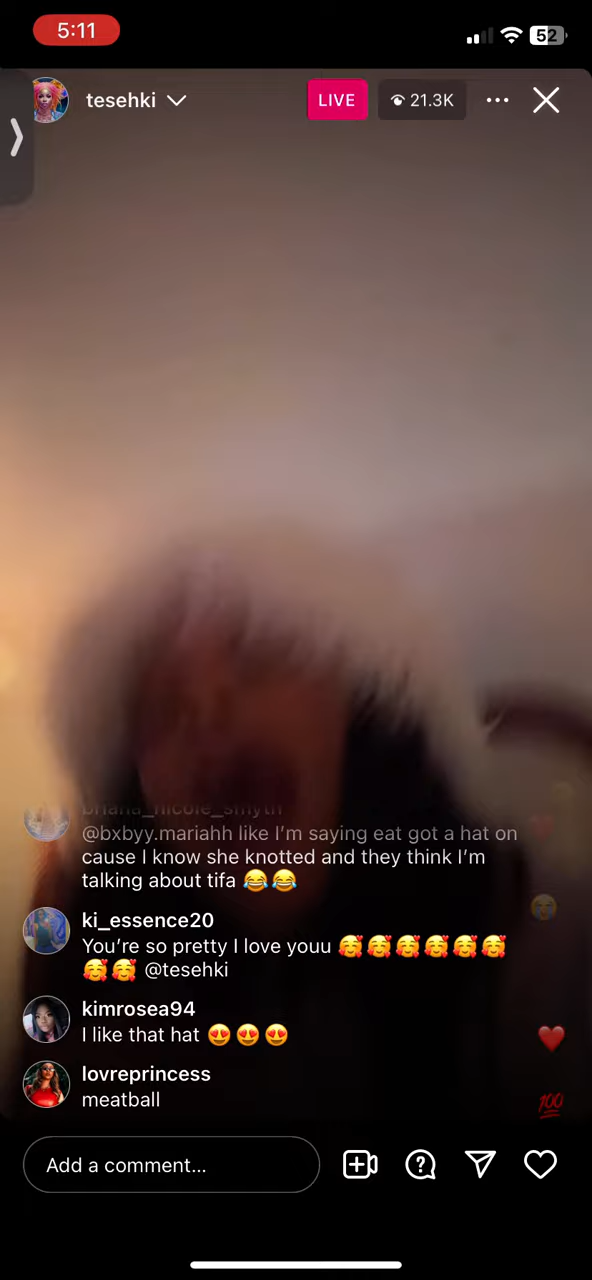 5:11
52
tesehki
LIVE
21.3K
briana_nicole_smyth
@bxbyy.mariahh like I’m saying eat got a hat on
cause I know she knotted and they think I’m
talking about tifa 😂😂
ki_essence20
You’re so pretty I love youu 🥰🥰🥰🥰🥰🥰
🥰🥰 @tesehki
kimrosea94
I like that hat 😍😍😍
lovreprincess
meatball
💯
Add a comment...